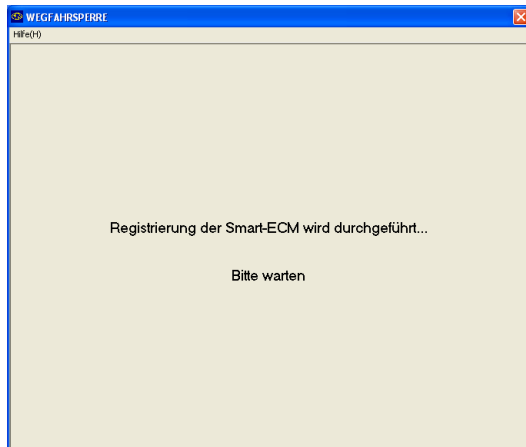 WEGFAHRSPERRE
Hilfe(H)
Registrierung der Smart-ECM wird durchgeführt...
Bitte warten